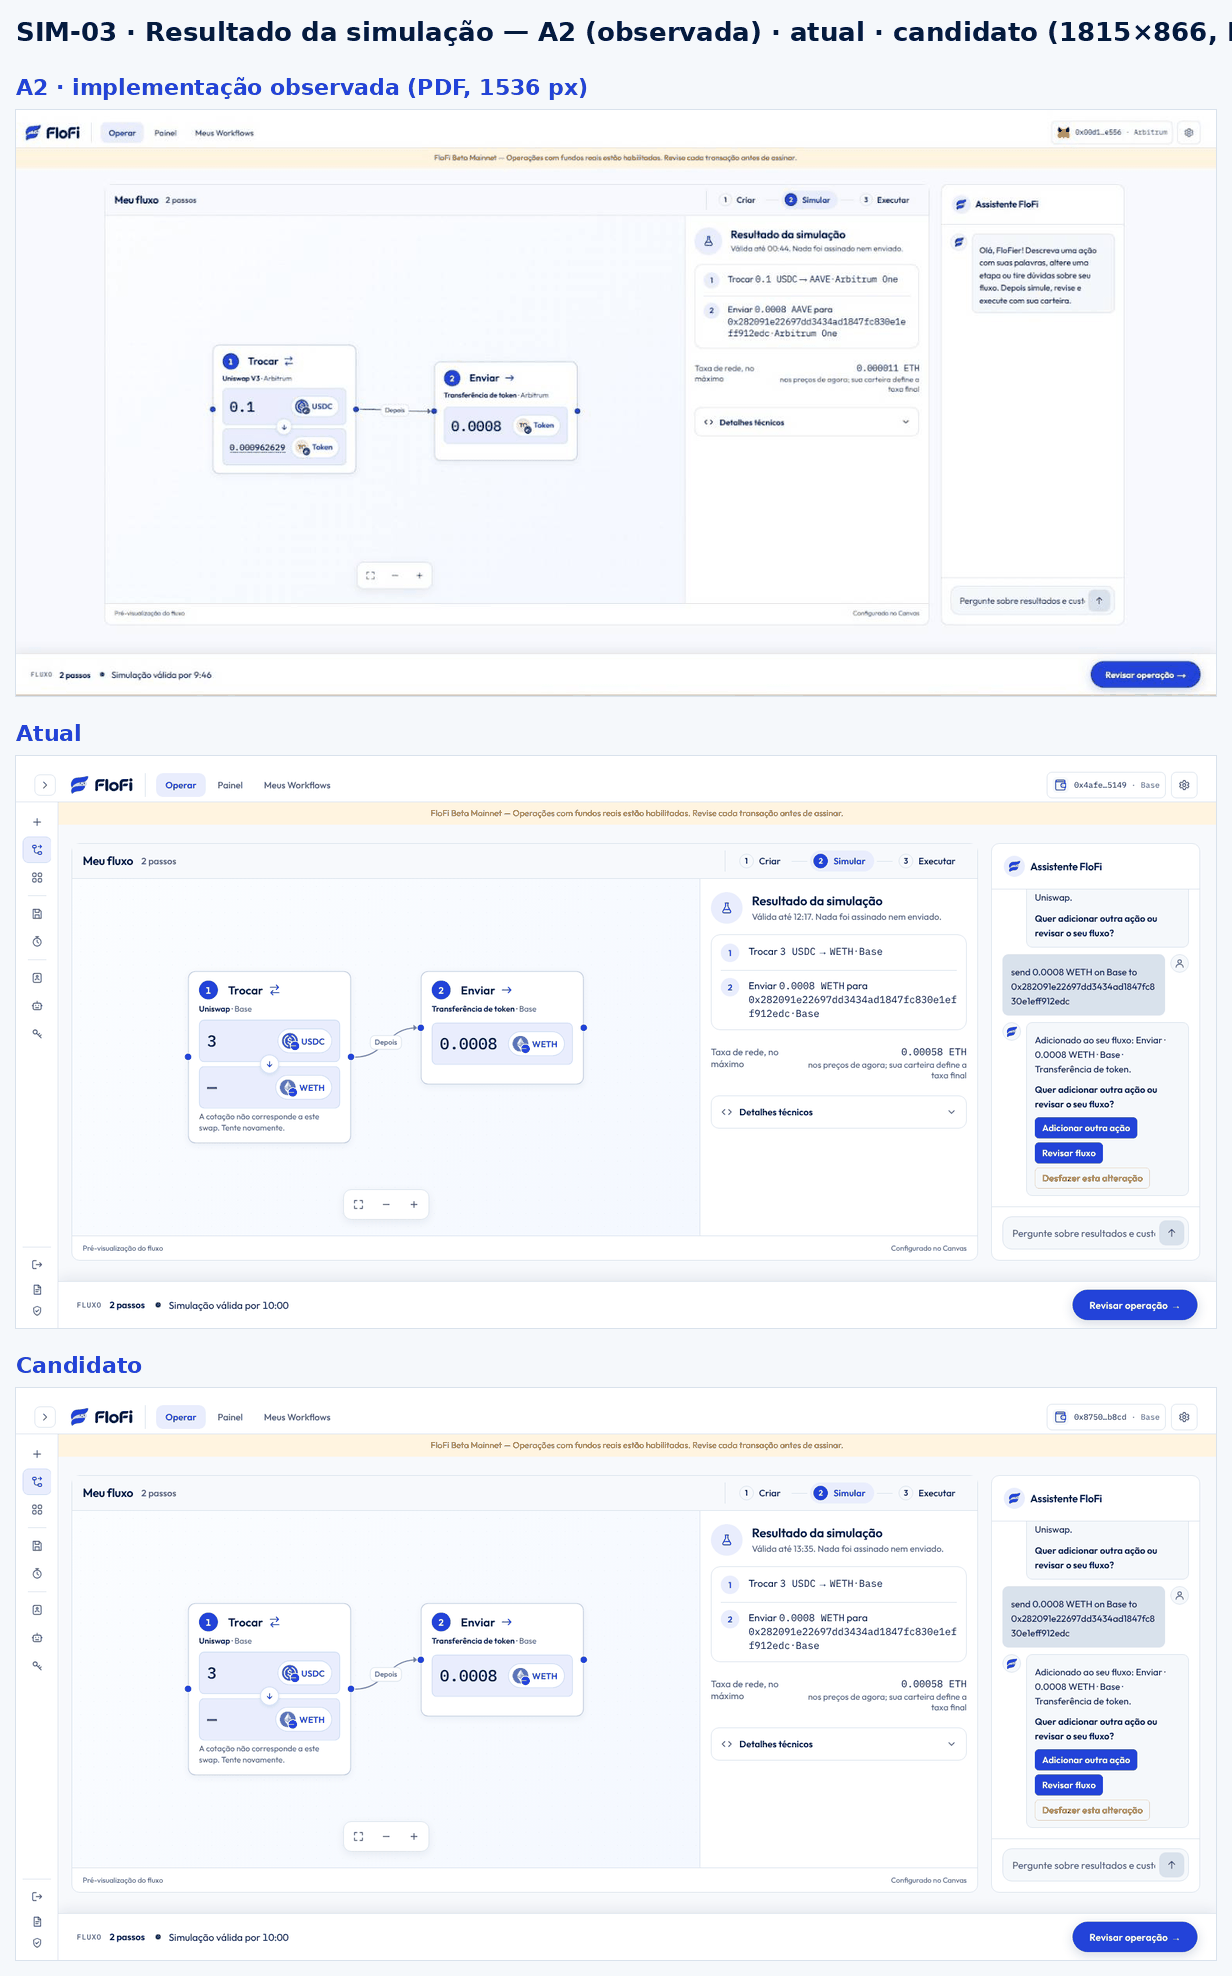 SIM-03 · Resultado da simulação — A2 (observada) · atual · candidato (1815×866,
A2 · implementação observada (PDF, 1536 px)
FloFi
Operar
Painel
Meus Workflows
0x00d1…e556 · Arbitrum
FloFi Beta Mainnet — Operações com fundos reais estão habilitadas. Revise cada transação antes de assinar.
Meu fluxo 2 passos
1 Criar
2 Simular
3 Executar
Assistente FloFi
Resultado da simulação
Válida até 00:44. Nada foi assinado nem enviado.
1 Trocar 0.1 USDC → AAVE·Arbitrum One
2 Enviar 0.0008 AAVE para
0x282091e22697dd3434ad1847fc830e1e
ff912edc·Arbitrum One
Taxa de rede, no
máximo
0.000011 ETH
nos preços de agora; sua carteira define a
taxa final
Detalhes técnicos
Olá, FloFier! Descreva uma ação
com suas palavras, altere uma
etapa ou tire dúvidas sobre seu
fluxo. Depois simule, revise e
execute com sua carteira.
1 Trocar
Uniswap V3 · Arbitrum
0.1 USDC
0.000962629 Token
Depois
2 Enviar
Transferência de token · Arbitrum
0.0008 Token
Pré-visualização do fluxo
Configurado no Canvas
Pergunte sobre resultados e cust
FLUXO 2 passos Simulação válida por 9:46
Revisar operação →
Atual
FloFi
Operar
Painel
Meus Workflows
0x4afe…5149 · Base
FloFi Beta Mainnet — Operações com fundos reais estão habilitadas. Revise cada transação antes de assinar.
Meu fluxo 2 passos
1 Criar
2 Simular
3 Executar
Assistente FloFi
Resultado da simulação
Válida até 12:17. Nada foi assinado nem enviado.
1 Trocar 3 USDC → WETH·Base
2 Enviar 0.0008 WETH para
0x282091e22697dd3434ad1847fc830e1ef
f912edc·Base
Taxa de rede, no
máximo
0.00058 ETH
nos preços de agora; sua carteira define a
taxa final
Detalhes técnicos
1 Trocar
Uniswap · Base
3 USDC
— WETH
A cotação não corresponde a este
swap. Tente novamente.
Depois
2 Enviar
Transferência de token · Base
0.0008 WETH
Uniswap.
Quer adicionar outra ação ou
revisar o seu fluxo?
send 0.0008 WETH on Base to
0x282091e22697dd3434ad1847fc8
30e1eff912edc
Adicionado ao seu fluxo: Enviar ·
0.0008 WETH · Base ·
Transferência de token.
Quer adicionar outra ação ou
revisar o seu fluxo?
Adicionar outra ação
Revisar fluxo
Desfazer esta alteração
Pergunte sobre resultados e cust
Pré-visualização do fluxo
Configurado no Canvas
FLUXO 2 passos Simulação válida por 10:00
Revisar operação →
Candidato
FloFi
Operar
Painel
Meus Workflows
0x8750…b8cd · Base
FloFi Beta Mainnet — Operações com fundos reais estão habilitadas. Revise cada transação antes de assinar.
Meu fluxo 2 passos
1 Criar
2 Simular
3 Executar
Assistente FloFi
Resultado da simulação
Válida até 13:35. Nada foi assinado nem enviado.
1 Trocar 3 USDC → WETH·Base
2 Enviar 0.0008 WETH para
0x282091e22697dd3434ad1847fc830e1ef
f912edc·Base
Taxa de rede, no
máximo
0.00058 ETH
nos preços de agora; sua carteira define a
taxa final
Detalhes técnicos
1 Trocar
Uniswap · Base
3 USDC
— WETH
A cotação não corresponde a este
swap. Tente novamente.
Depois
2 Enviar
Transferência de token · Base
0.0008 WETH
Uniswap.
Quer adicionar outra ação ou
revisar o seu fluxo?
send 0.0008 WETH on Base to
0x282091e22697dd3434ad1847fc8
30e1eff912edc
Adicionado ao seu fluxo: Enviar ·
0.0008 WETH · Base ·
Transferência de token.
Quer adicionar outra ação ou
revisar o seu fluxo?
Adicionar outra ação
Revisar fluxo
Desfazer esta alteração
Pergunte sobre resultados e cust
Pré-visualização do fluxo
Configurado no Canvas
FLUXO 2 passos Simulação válida por 10:00
Revisar operação →